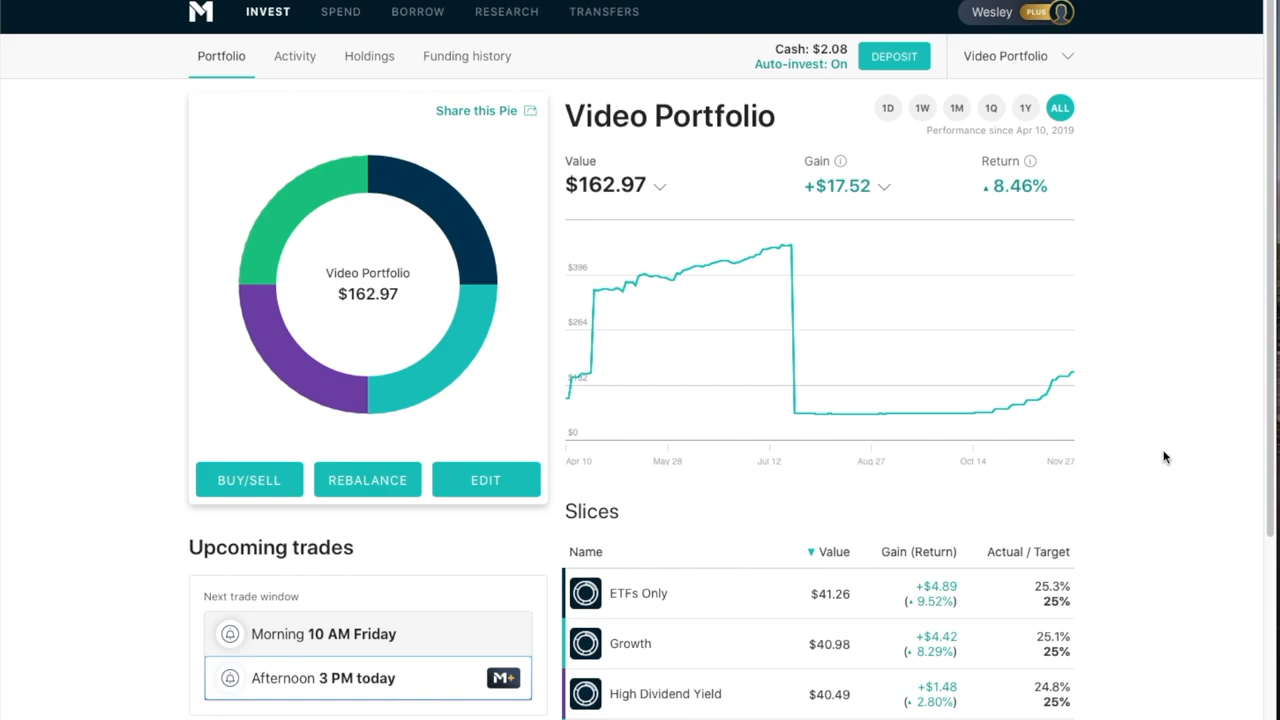 INVEST SPEND BORROW RESEARCH TRANSFERS
Wesley PLUS
Portfolio Activity Holdings Funding history
Cash: $2.08
Auto-invest: On
DEPOSIT
Video Portfolio
Share this Pie
Video Portfolio
$162.97
BUY/SELL REBALANCE EDIT
Video Portfolio
1D 1W 1M 1Q 1Y ALL
Performance since Apr 10, 2019
Value Gain Return
$162.97 +$17.52 8.46%
$396
$264
$132
$0
Apr 10 May 28 Jul 12 Aug 27 Oct 14 Nov 27
Upcoming trades
Next trade window
Morning 10 AM Friday
Afternoon 3 PM today
M+
Slices
Name Value Gain (Return) Actual / Target
ETFs Only $41.26 +$4.89 25.3%
(9.52%) 25%
Growth $40.98 +$4.42 25.1%
(8.29%) 25%
High Dividend Yield $40.49 +$1.48 24.8%
(2.80%) 25%